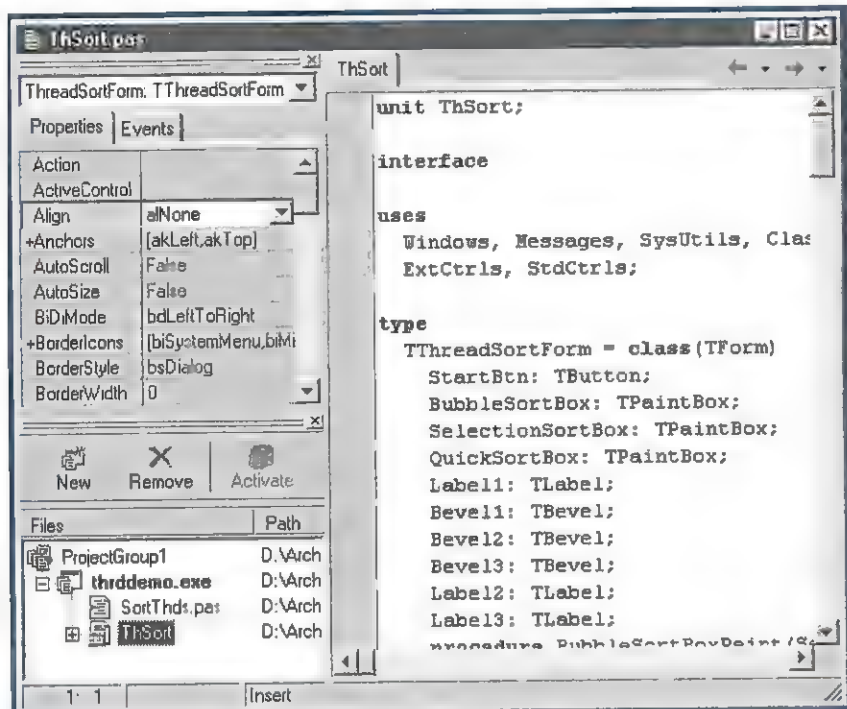 ThSort.pas
ThreadSortForm: TThreadSortForm
Properties Events
Action
ActiveControl
Align alNone
+Anchors [akLeft,akTop]
AutoScroll False
AutoSize False
BiDiMode bdLeftToRight
+BorderIcons [biSystemMenu,biMi
BorderStyle bsDialog
BorderWidth 0
New Remove Activate
Files Path
ProjectGroup1 D:\Arch
thrddemo.exe D:\Arch
SortThds.pas D:\Arch
ThSort D:\Arch
ThSort
unit ThSort;
interface
uses
Windows, Messages, SysUtils, Clas
ExtCtrls, StdCtrls;
type
TThreadSortForm = class(TForm)
StartBtn: TButton;
BubbleSortBox: TPaintBox;
SelectionSortBox: TPaintBox;
QuickSortBox: TPaintBox;
Label1: TLabel;
Bevel1: TBevel;
Bevel2: TBevel;
Bevel3: TBevel;
Label2: TLabel;
Label3: TLabel;
procedure BubbleSortBoxPaint(Se
1: 1 Insert